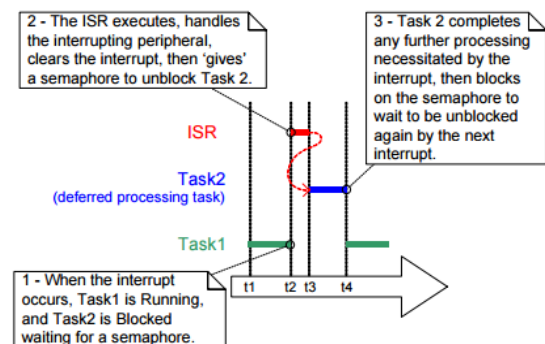 2 - The ISR executes, handles
the interrupting peripheral,
clears the interrupt, then ‘gives’
a semaphore to unblock Task 2.
3 - Task 2 completes
any further processing
necessitated by the
interrupt, then blocks
on the semaphore to
wait to be unblocked
again by the next
interrupt.
ISR
Task2
(deferred processing task)
Task1
t1 t2 t3 t4
1 - When the interrupt
occurs, Task1 is Running,
and Task2 is Blocked
waiting for a semaphore.